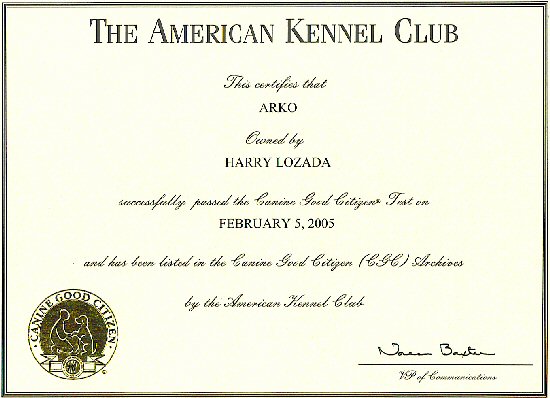 THE AMERICAN KENNEL CLUB
This certifies that
ARKO
Owned by
HARRY LOZADA
successfully passed the Canine Good Citizen® Test on
FEBRUARY 5, 2005
and has been listed in the Canine Good Citizen (CGC) Archives
by the American Kennel Club
CANINE GOOD CITIZEN
Noreen Baxter
VP of Communications